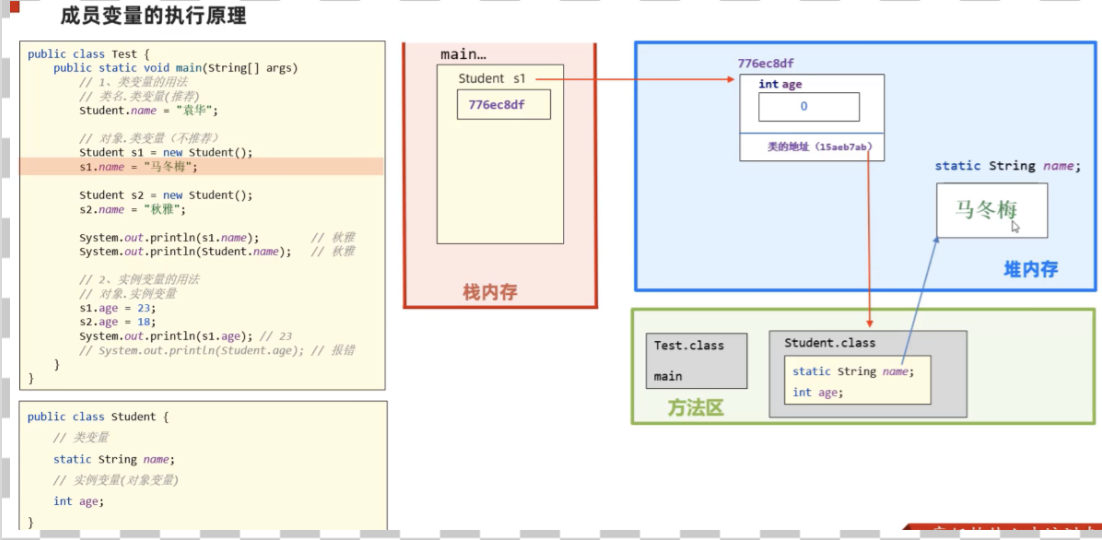 成员变量的执行原理
public class Test {
public static void main(String[] args)
// 1、类变量的用法
// 类名.类变量(推荐)
Student.name = "袁华";
// 对象.类变量（不推荐）
Student s1 = new Student();
s1.name = "马冬梅";
Student s2 = new Student();
s2.name = "秋雅";
System.out.println(s1.name); // 秋雅
System.out.println(Student.name); // 秋雅
// 2、实例变量的用法
// 对象.实例变量
s1.age = 23;
s2.age = 18;
System.out.println(s1.age); // 23
// System.out.println(Student.age); // 报错
}
}
public class Student {
// 类变量
static String name;
// 实例变量(对象变量)
int age;
}
main…
Student s1
776ec8df
栈内存
776ec8df
int age
0
类的地址（15aeb7ab）
static String name;
马冬梅
堆内存
Test.class
main
Student.class
static String name;
int age;
方法区